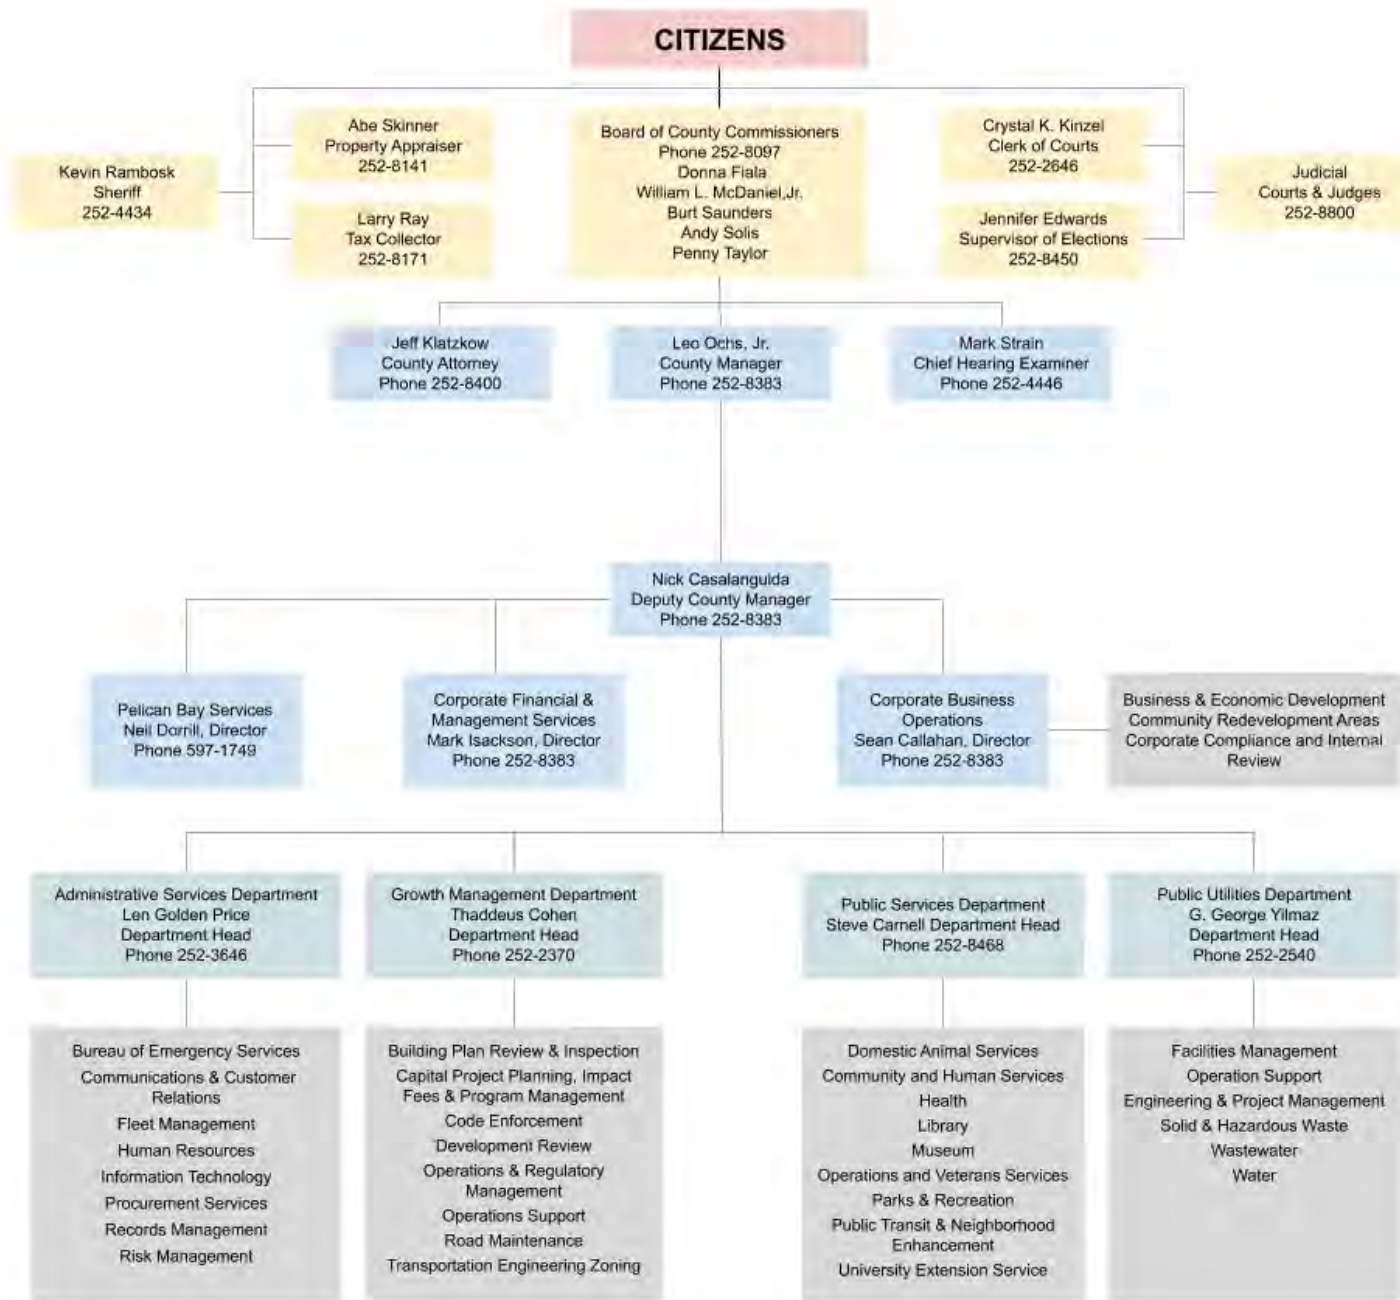 CITIZENS
Kevin Rambosk
Sheriff
252-4434
Abe Skinner
Property Appraiser
252-8141
Larry Ray
Tax Collector
252-8171
Board of County Commissioners
Phone 252-8097
Donna Fiala
William L. McDaniel,Jr.
Burt Saunders
Andy Solis
Penny Taylor
Crystal K. Kinzel
Clerk of Courts
252-2646
Jennifer Edwards
Supervisor of Elections
252-8450
Judicial
Courts & Judges
252-8800
Jeff Klatzkow
County Attorney
Phone 252-8400
Leo Ochs, Jr.
County Manager
Phone 252-8383
Mark Strain
Chief Hearing Examiner
Phone 252-4446
Nick Casalanguida
Deputy County Manager
Phone 252-8383
Pelican Bay Services
Neil Dorrill, Director
Phone 597-1749
Corporate Financial &
Management Services
Mark Isackson, Director
Phone 252-8383
Corporate Business
Operations
Sean Callahan, Director
Phone 252-8383
Business & Economic Development
Community Redevelopment Areas
Corporate Compliance and Internal
Review
Administrative Services Department
Len Golden Price
Department Head
Phone 252-3646
Growth Management Department
Thaddeus Cohen
Department Head
Phone 252-2370
Public Services Department
Steve Carnell Department Head
Phone 252-8468
Public Utilities Department
G. George Yilmaz
Department Head
Phone 252-2540
Bureau of Emergency Services
Communications & Customer
Relations
Fleet Management
Human Resources
Information Technology
Procurement Services
Records Management
Risk Management
Building Plan Review & Inspection
Capital Project Planning, Impact
Fees & Program Management
Code Enforcement
Development Review
Operations & Regulatory
Management
Operations Support
Road Maintenance
Transportation Engineering Zoning
Domestic Animal Services
Community and Human Services
Health
Library
Museum
Operations and Veterans Services
Parks & Recreation
Public Transit & Neighborhood
Enhancement
University Extension Service
Facilities Management
Operation Support
Engineering & Project Management
Solid & Hazardous Waste
Wastewater
Water